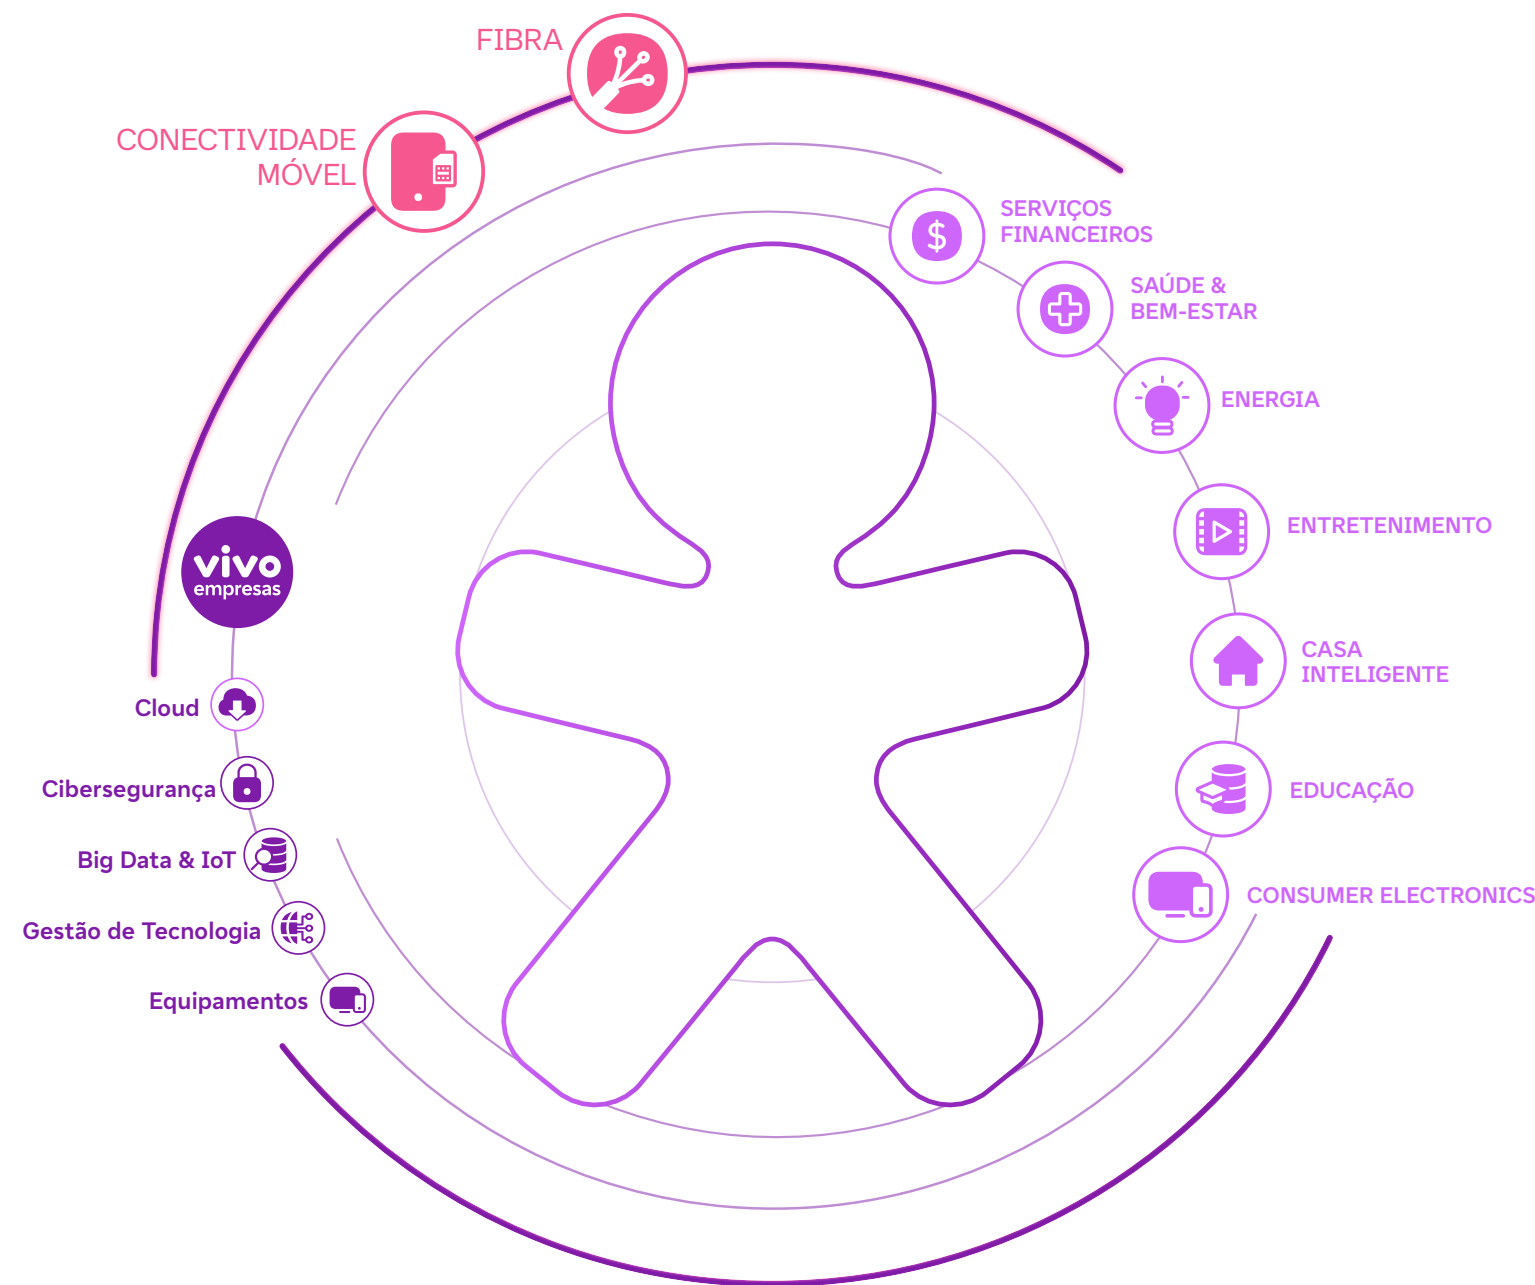 FIBRA
CONECTIVIDADE
MÓVEL
SERVIÇOS
FINANCEIROS
SAÚDE &
BEM-ESTAR
ENERGIA
ENTRETENIMENTO
CASA
INTELIGENTE
EDUCAÇÃO
CONSUMER ELECTRONICS
vivo
empresas
Cloud
Cibersegurança
Big Data & IoT
Gestão de Tecnologia
Equipamentos
$